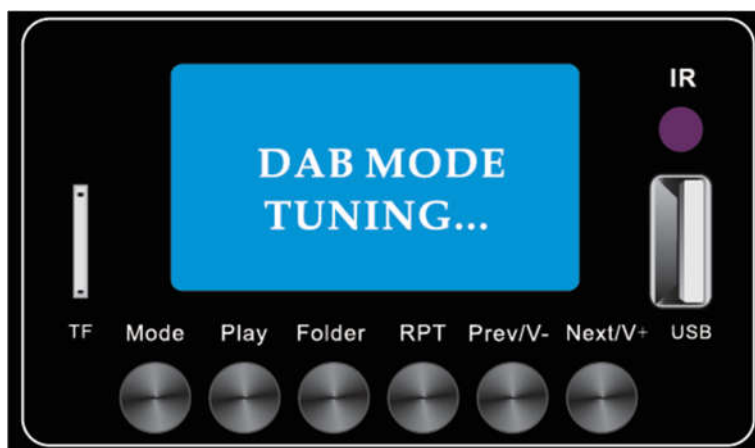 IR
DAB MODE
TUNING...
TF Mode Play Folder RPT Prev/V- Next/V+ USB